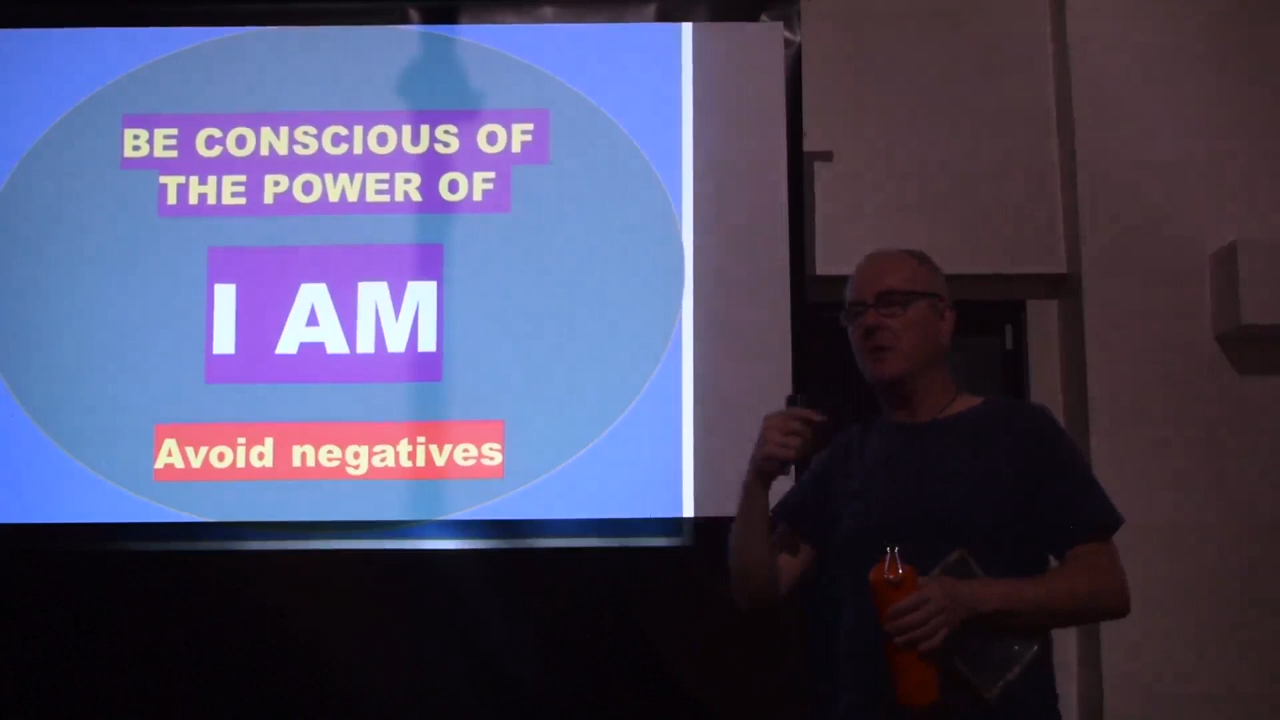 BE CONSCIOUS OF
THE POWER OF
I AM
Avoid negatives